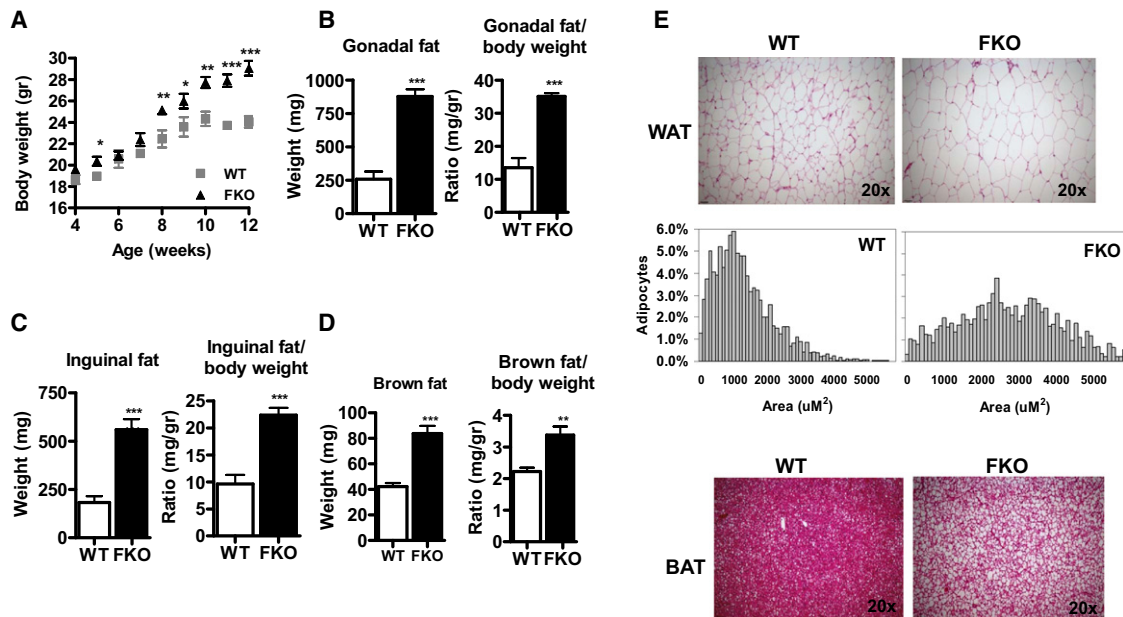 A
Body weight (gr)
30
28
26
24
22
20
18
16
*
**
*
**
***
***
WT
FKO
4
6
8
10
12
Age (weeks)
B
Gonadal fat
Weight (mg)
1000
750
500
250
0
***
WT FKO
Gonadal fat/
body weight
Ratio (mg/gr)
40
30
20
10
0
***
WT FKO
C
Inguinal fat
Weight (mg)
750
500
250
0
***
WT FKO
Inguinal fat/
body weight
Ratio (mg/gr)
25
20
15
10
5
0
***
WT FKO
D
Brown fat
Weight (mg)
100
80
60
40
20
0
***
WT FKO
Brown fat/
body weight
Ratio (mg/gr)
4
3
2
1
0
**
WT FKO
E
WT
FKO
WAT
20x
20x
Adipocytes
6.0%
5.0%
4.0%
3.0%
2.0%
1.0%
0.0%
WT
0 1000 2000 3000 4000 5000
Area (uM²)
FKO
0 1000 2000 3000 4000 5000
Area (uM²)
WT
FKO
BAT
20x
20x